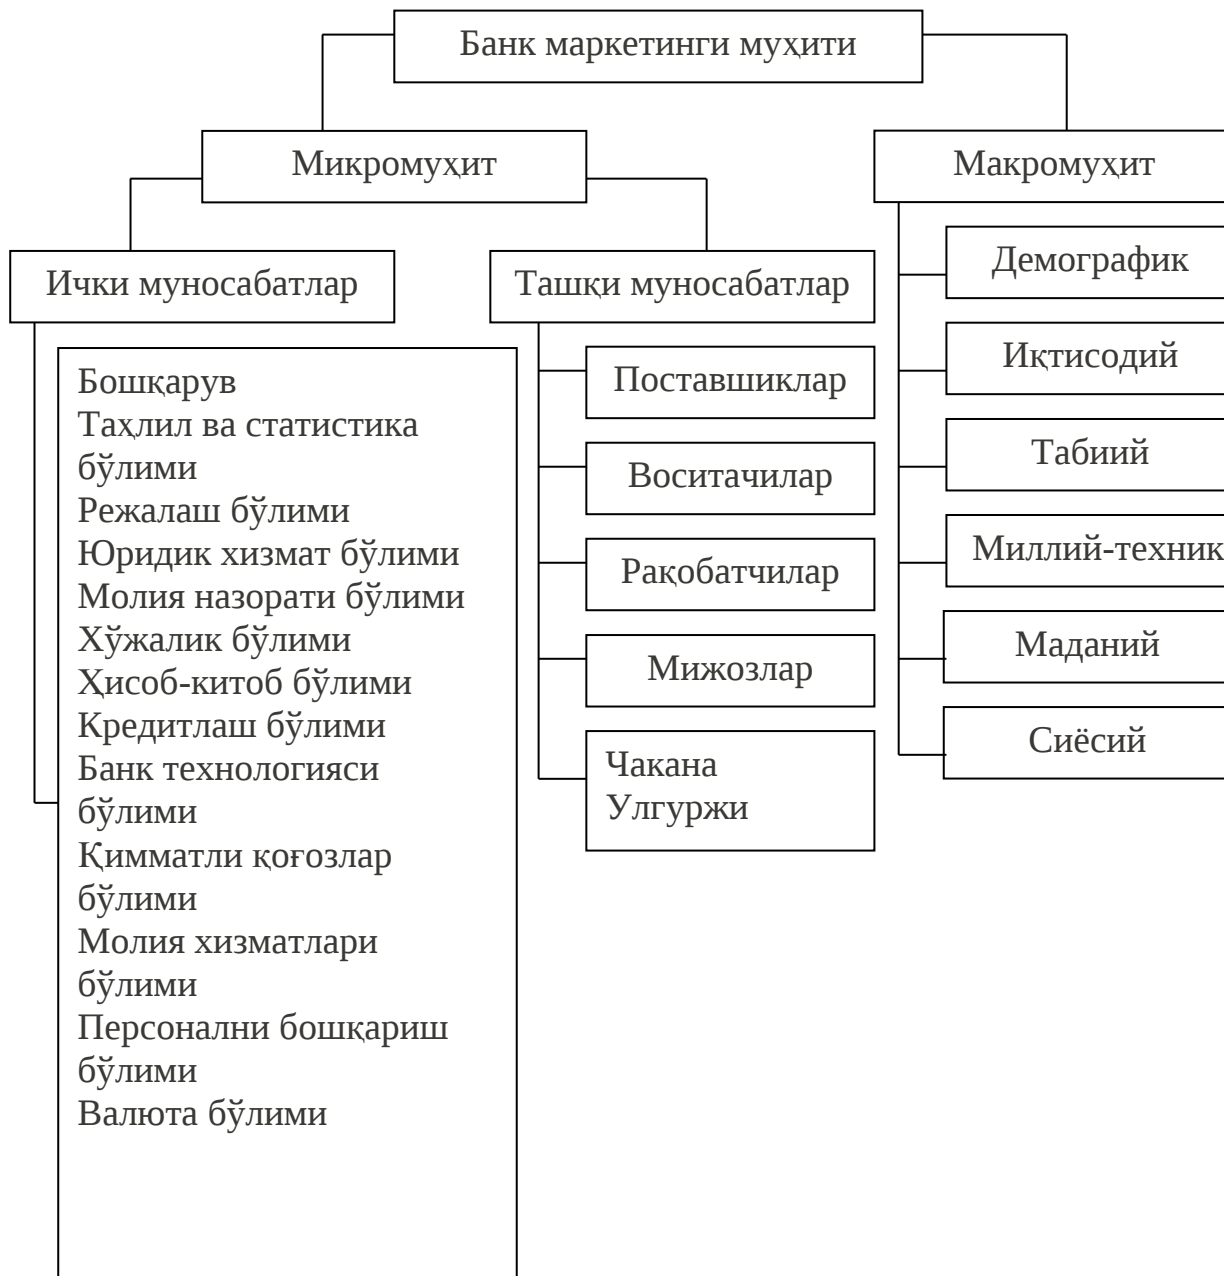 Банк маркетинги муҳити
Микромуҳит
Макромуҳит
Ички муносабатлар
Ташқи муносабатлар
Бошқарув
Таҳлил ва статистика
бўлими
Режалаш бўлими
Юридик хизмат бўлими
Молия назорати бўлими
Хўжалик бўлими
Ҳисоб-китоб бўлими
Кредитлаш бўлими
Банк технологияси
бўлими
Қимматли қоғозлар
бўлими
Молия хизматлари
бўлими
Персонални бошқариш
бўлими
Валюта бўлими
Поставшиклар
Воситачилар
Рақобатчилар
Мижозлар
Чакана
Улгуржи
Демографик
Иқтисодий
Табиий
Миллий-техник
Маданий
Сиёсий